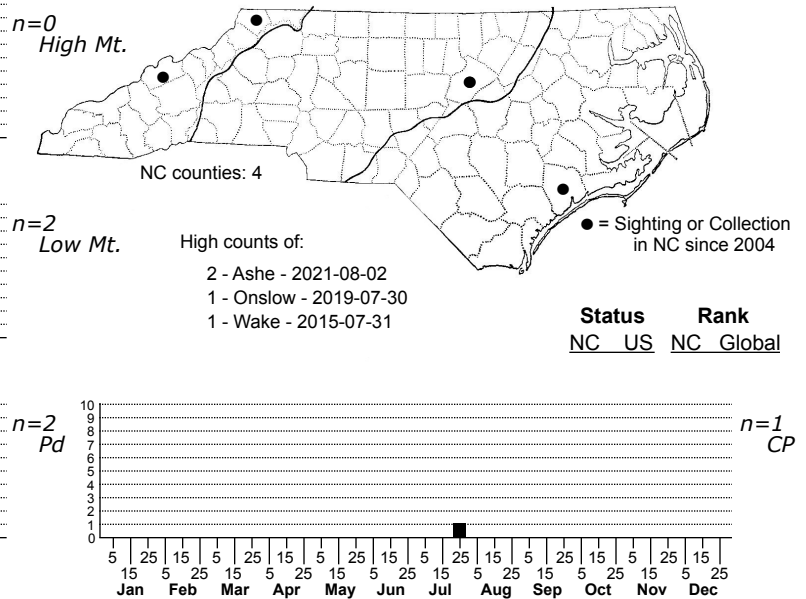 n=0
High Mt.
NC counties: 4
n=2
Low Mt.
High counts of:
2 - Ashe - 2021-08-02
1 - Onslow - 2019-07-30
1 - Wake - 2015-07-31
● = Sighting or Collection
in NC since 2004
Status Rank
NC US NC Global
n=2
Pd
n=1
CP
10
9
8
7
6
5
4
3
2
1
0
5 25 15 5 25 15 5 25 15 5 25 15 5 25 15 5 25 15
15 5 25 15 5 25 15 5 25 15 5 25 15 5 25 15 5 25
Jan Feb Mar Apr May Jun Jul Aug Sep Oct Nov Dec